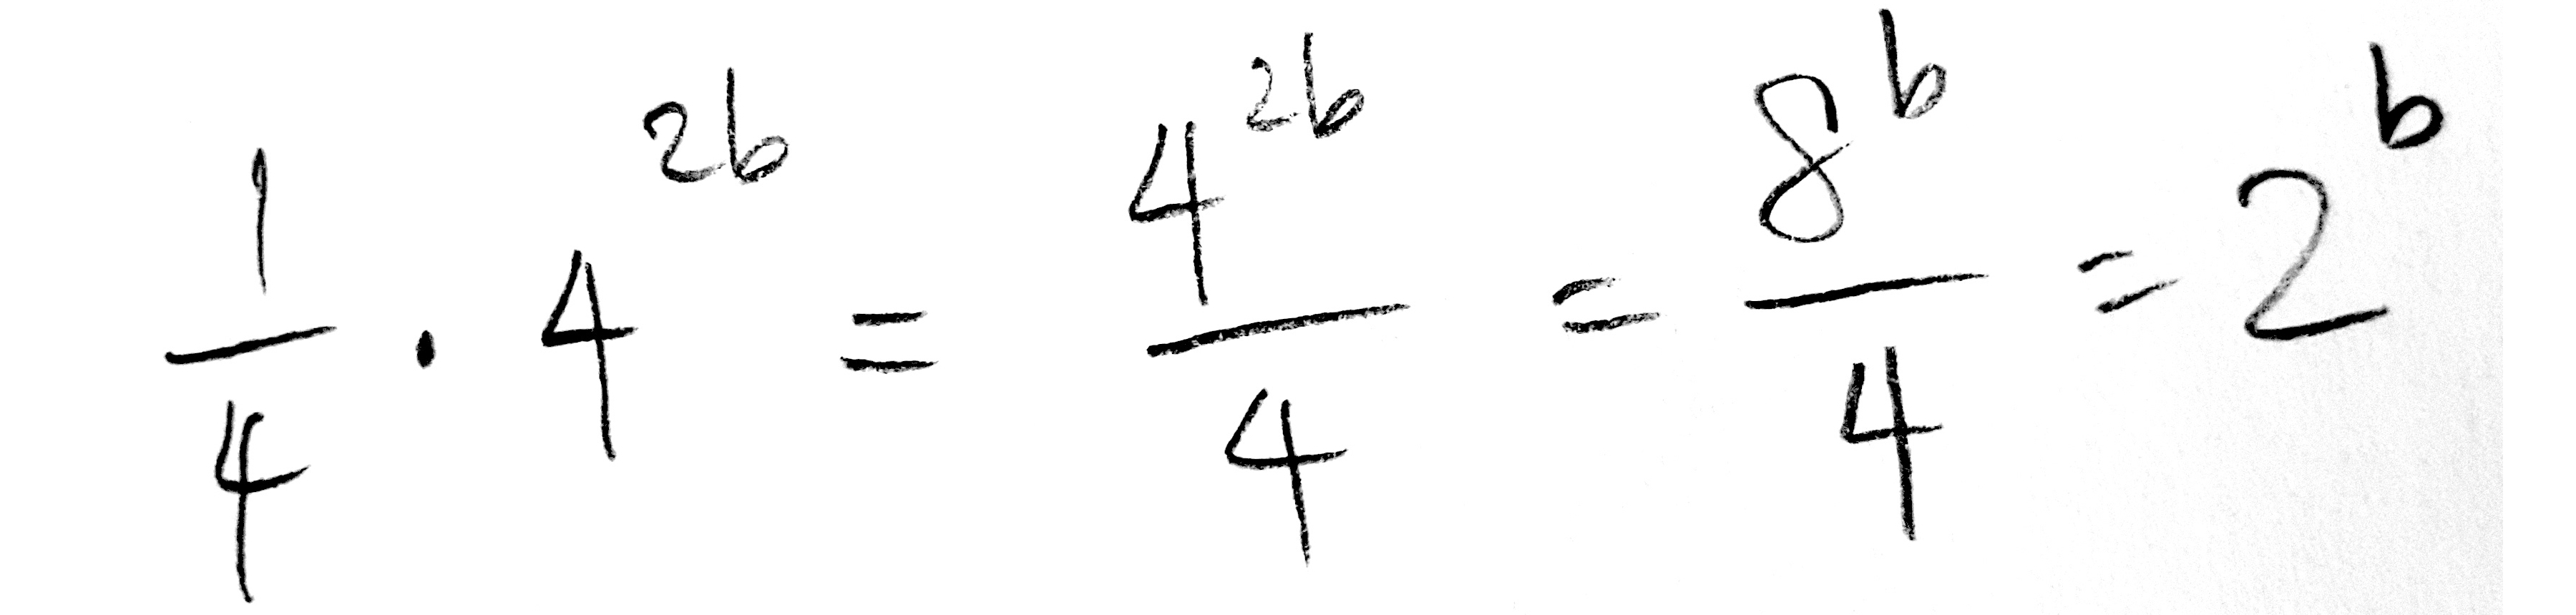 1/4 · 4^{2b} = 4^{2b}/4 = 8^b/4 = 2^b